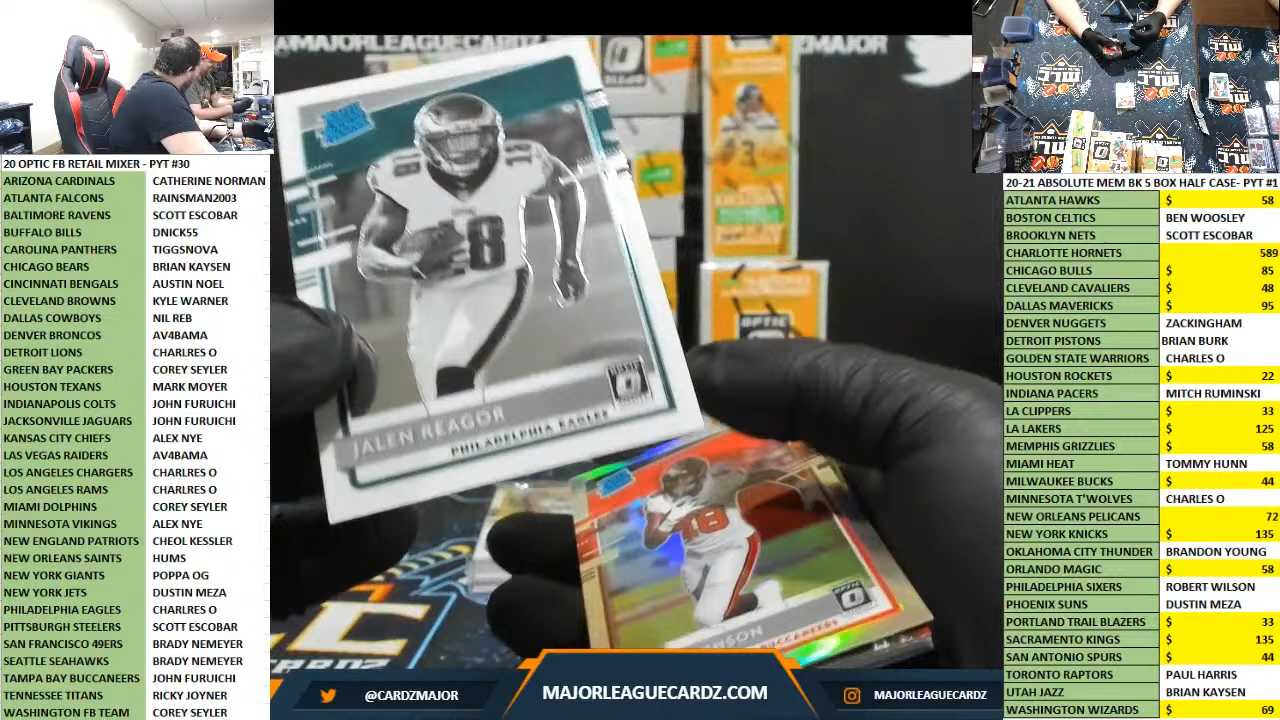 20 OPTIC FB RETAIL MIXER - PYT #30
ARIZONA CARDINALS CATHERINE NORMAN
ATLANTA FALCONS RAINSMAN2003
BALTIMORE RAVENS SCOTT ESCOBAR
BUFFALO BILLS DNICK55
CAROLINA PANTHERS TIGGSNOVA
CHICAGO BEARS BRIAN KAYSEN
CINCINNATI BENGALS AUSTIN NOEL
CLEVELAND BROWNS KYLE WARNER
DALLAS COWBOYS NIL REB
DENVER BRONCOS AV4BAMA
DETROIT LIONS CHARLRES O
GREEN BAY PACKERS COREY SEYLER
HOUSTON TEXANS MARK MOYER
INDIANAPOLIS COLTS JOHN FURUICHI
JACKSONVILLE JAGUARS JOHN FURUICHI
KANSAS CITY CHIEFS ALEX NYE
LAS VEGAS RAIDERS AV4BAMA
LOS ANGELES CHARGERS CHARLRES O
LOS ANGELES RAMS CHARLRES O
MIAMI DOLPHINS COREY SEYLER
MINNESOTA VIKINGS ALEX NYE
NEW ENGLAND PATRIOTS CHEOL KESSLER
NEW ORLEANS SAINTS HUMS
NEW YORK GIANTS POPPA OG
NEW YORK JETS DUSTIN MEZA
PHILADELPHIA EAGLES CHARLRES O
PITTSBURGH STEELERS SCOTT ESCOBAR
SAN FRANCISCO 49ERS BRADY NEMEYER
SEATTLE SEAHAWKS BRADY NEMEYER
TAMPA BAY BUCCANEERS JOHN FURUICHI
TENNESSEE TITANS RICKY JOYNER
WASHINGTON FB TEAM COREY SEYLER
@MAJORLEAGUECARDZ
MAJOR
OPTIC
3
18
18
18
JALEN REAGOR
PHILADELPHIA EAGLES
OPTIC
48
NSON
BUCCANEERS
OPTIC
@CARDZMAJOR
MAJORLEAGUECARDZ.COM
MAJORLEAGUECARDZ
MLC
20-21 ABSOLUTE MEM BK 5 BOX HALF CASE- PYT #1
ATLANTA HAWKS $ 58
BOSTON CELTICS BEN WOOSLEY
BROOKLYN NETS SCOTT ESCOBAR
CHARLOTTE HORNETS 589
CHICAGO BULLS $ 85
CLEVELAND CAVALIERS $ 48
DALLAS MAVERICKS $ 95
DENVER NUGGETS ZACKINGHAM
DETROIT PISTONS BRIAN BURK
GOLDEN STATE WARRIORS CHARLES O
HOUSTON ROCKETS $ 22
INDIANA PACERS MITCH RUMINSKI
LA CLIPPERS $ 33
LA LAKERS $ 125
MEMPHIS GRIZZLIES $ 58
MIAMI HEAT TOMMY HUNN
MILWAUKEE BUCKS $ 44
MINNESOTA T'WOLVES CHARLES O
NEW ORLEANS PELICANS 72
NEW YORK KNICKS $ 135
OKLAHOMA CITY THUNDER BRANDON YOUNG
ORLANDO MAGIC $ 58
PHILADELPHIA SIXERS ROBERT WILSON
PHOENIX SUNS DUSTIN MEZA
PORTLAND TRAIL BLAZERS $ 33
SACRAMENTO KINGS $ 135
SAN ANTONIO SPURS $ 44
TORONTO RAPTORS PAUL HARRIS
UTAH JAZZ BRIAN KAYSEN
WASHINGTON WIZARDS $ 69